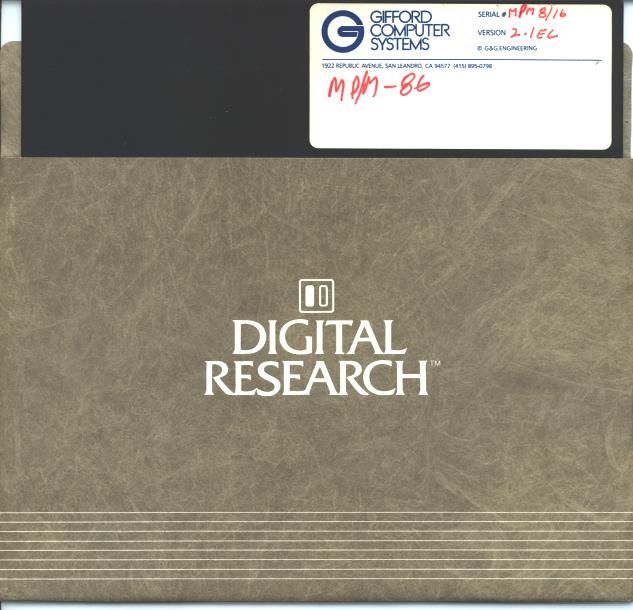 GIFFORD
COMPUTER
SYSTEMS
SERIAL # MPM 8/16
VERSION 2.1EL
© G&G ENGINEERING
1922 REPUBLIC AVENUE, SAN LEANDRO, CA 94577 (415) 895-0798
MP/M-86
DIGITAL
RESEARCH™